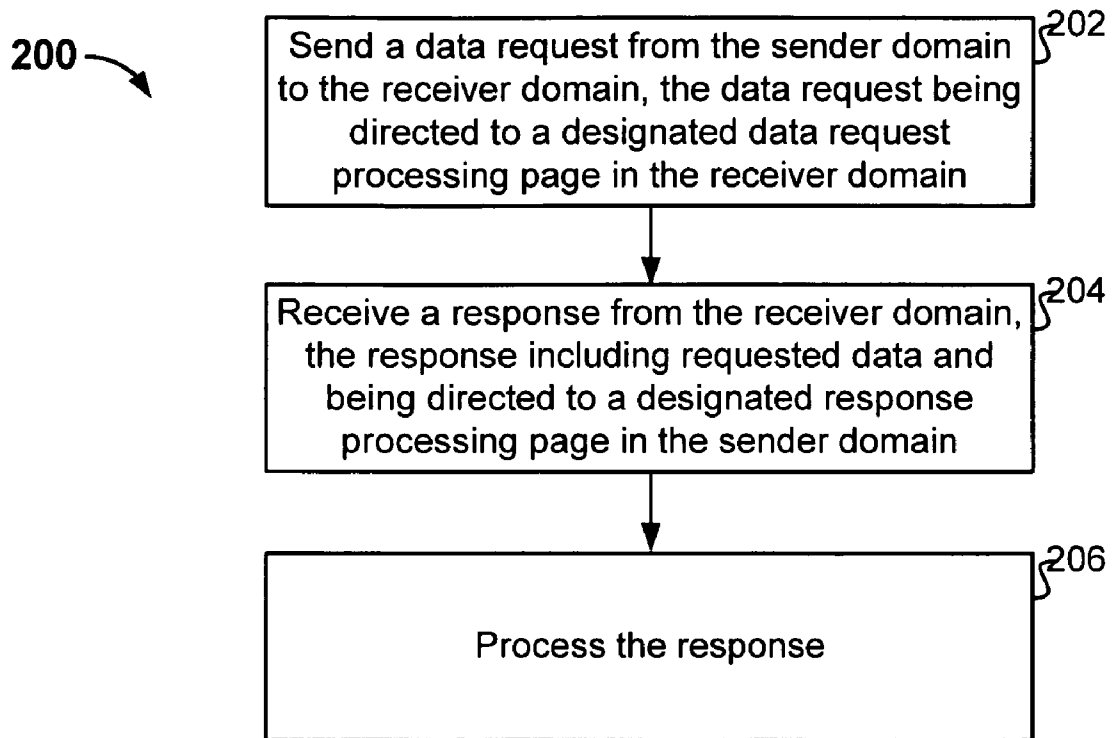 200
202
Send a data request from the sender domain
to the receiver domain, the data request being
directed to a designated data request
processing page in the receiver domain
204
Receive a response from the receiver domain,
the response including requested data and
being directed to a designated response
processing page in the sender domain
206
Process the response